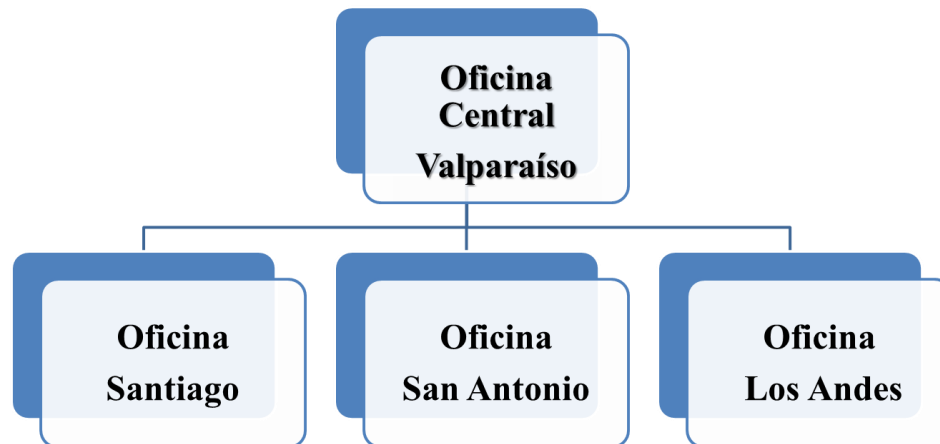 Oficina
Central
Valparaíso
Oficina
Santiago
Oficina
San Antonio
Oficina
Los Andes